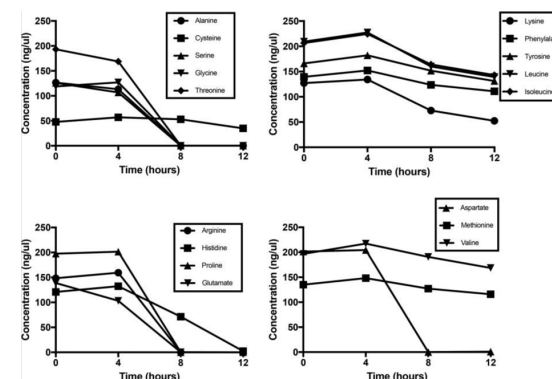 Alanine
Cysteine
Serine
Glycine
Threonine
Concentration (ng/ul)
250
200
150
100
50
0
0 4 8 12
Time (hours)
Lysine
Phenylala
Tyrosine
Leucine
Isoleucine
Concentration (ng/ul)
250
200
150
100
50
0
0 4 8 12
Time (hours)
Arginine
Histidine
Proline
Glutamate
Concentration (ng/ul)
250
200
150
100
50
0
0 4 8 12
Time (hours)
Aspartate
Methionine
Valine
Concentration (ng/ul)
250
200
150
100
50
0
0 4 8 12
Time (hours)